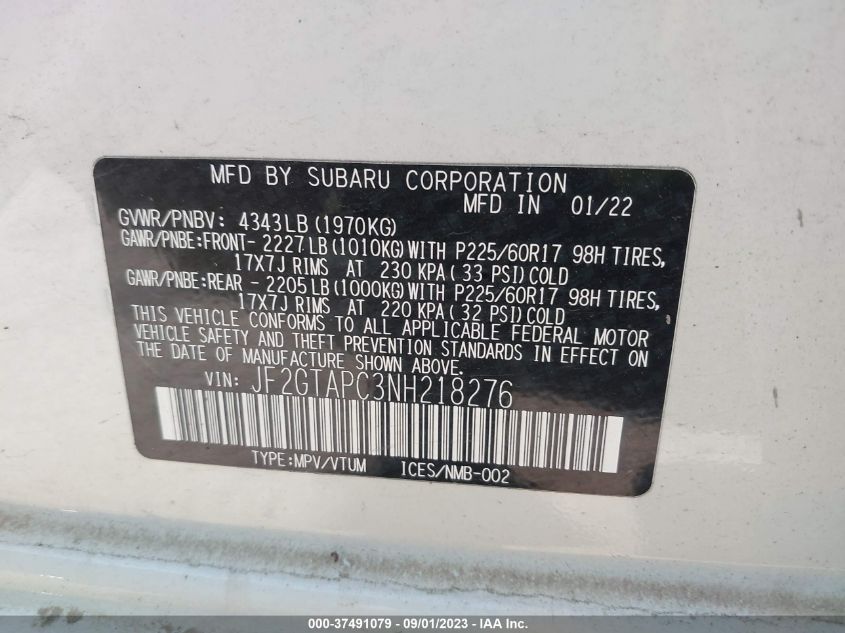 MFD BY SUBARU CORPORATION
MFD IN 01/22
GVWR/PNBV: 4343LB (1970KG)
GAWR/PNBE:FRONT- 2227LB (1010KG) WITH P225/60R17 98H TIRES,
17X7J RIMS AT 230 KPA ( 33 PSI) COLD
GAWR/PNBE:REAR - 2205LB (1000KG) WITH P225/60R17 98H TIRES,
17X7J RIMS AT 220 KPA ( 32 PSI) COLD
THIS VEHICLE CONFORMS TO ALL APPLICABLE FEDERAL MOTOR
VEHICLE SAFETY AND THEFT PREVENTION STANDARDS IN EFFECT ON
THE DATE OF MANUFACTURE SHOWN ABOVE.
VIN: JF2GTAPC3NH218276
TYPE:MPV/VTUM ICES/NMB-002
000-37491079 - 09/01/2023 - IAA Inc.